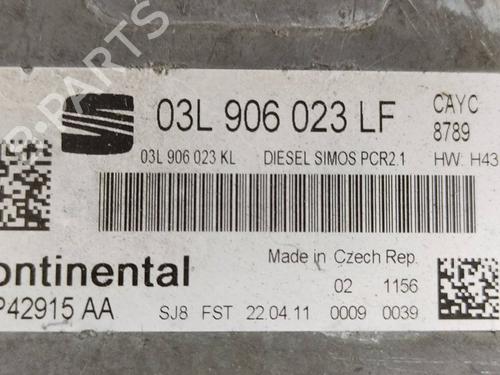 03L 906 023 LF
CAYC
8789
03L 906 023 KL DIESEL SIMOS PCR2.1 HW: H43
ontinental
Made in Czech Rep.
02 1156
P42915 AA
SJ8 FST 22.04.11 0009 0039